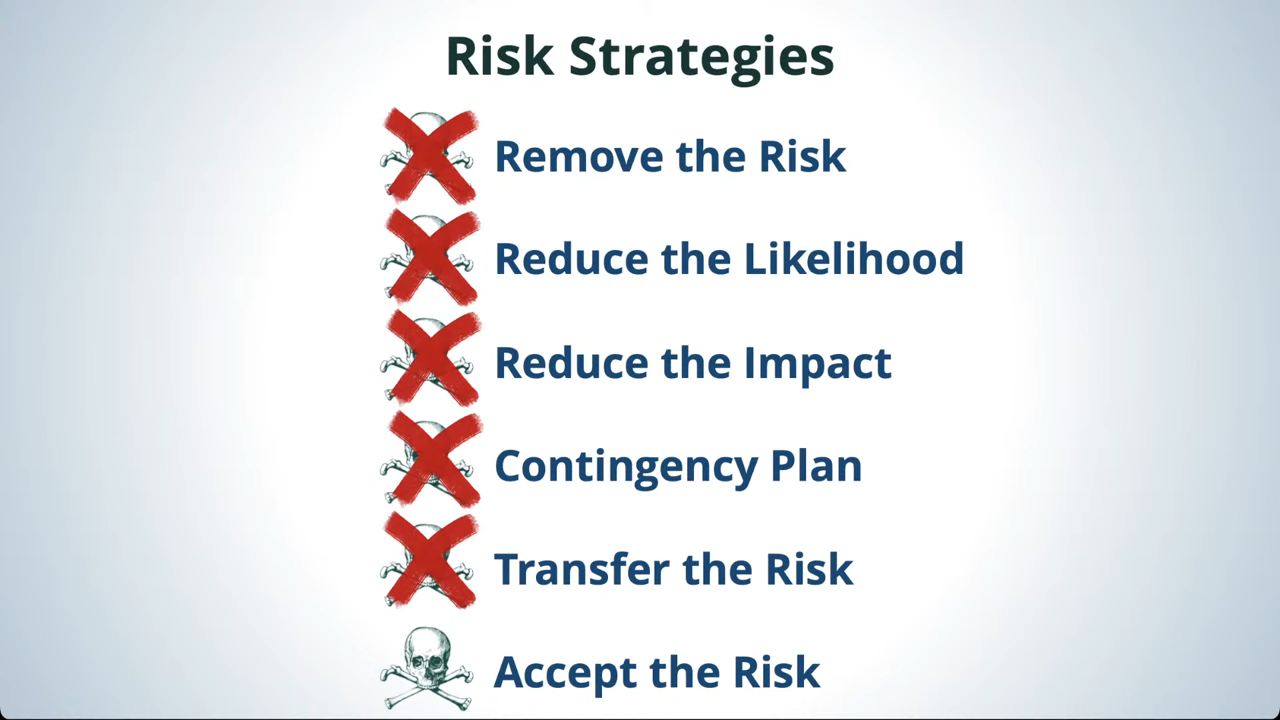 Risk Strategies
Remove the Risk
Reduce the Likelihood
Reduce the Impact
Contingency Plan
Transfer the Risk
Accept the Risk